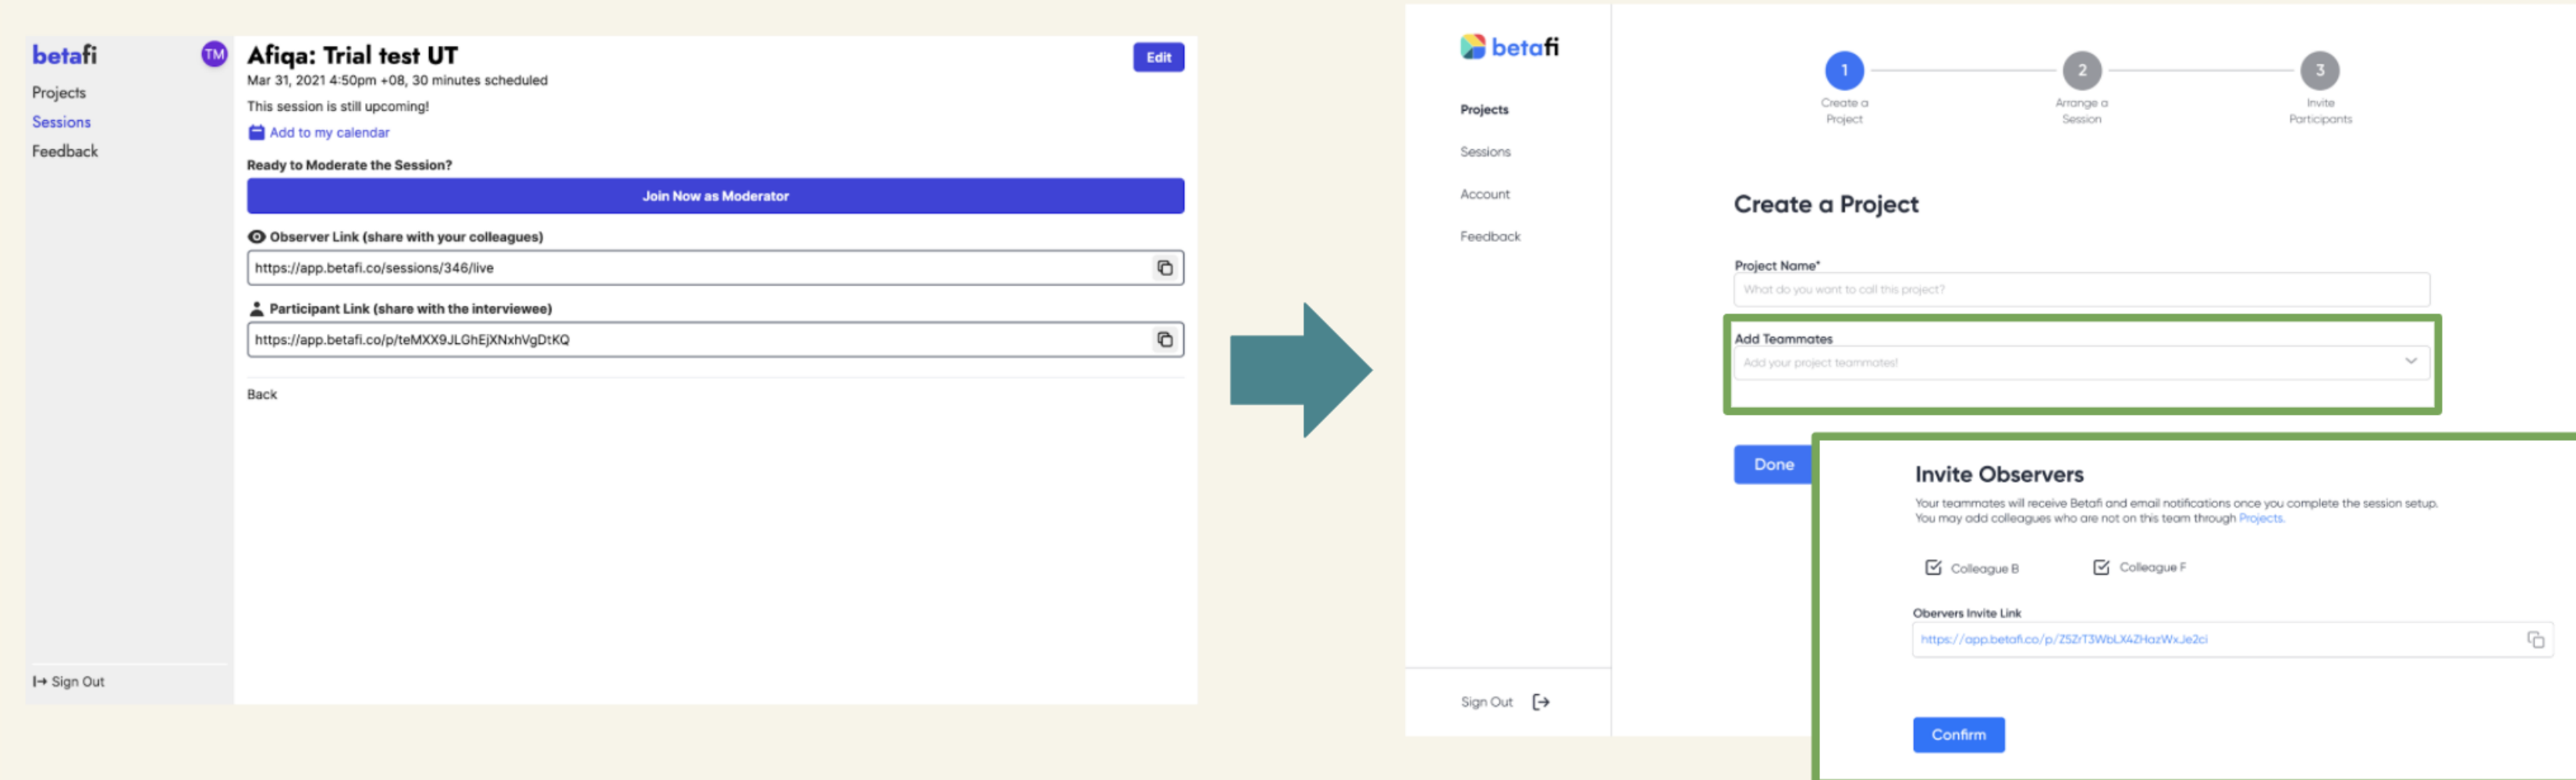 betafi
TM
Projects
Sessions
Feedback
Sign Out
Afiqa: Trial test UT
Edit
Mar 31, 2021 4:50pm +08, 30 minutes scheduled
This session is still upcoming!
Add to my calendar
Ready to Moderate the Session?
Join Now as Moderator
Observer Link (share with your colleagues)
https://app.betafi.co/sessions/346/live
Participant Link (share with the interviewee)
https://app.betafi.co/p/teMXX9JLGhEjXNxhVgDtKQ
Back
betafi
Projects
Sessions
Account
Feedback
Sign Out
1
Create a
Project
2
Arrange a
Session
3
Invite
Participants
Create a Project
Project Name*
What do you want to call this project?
Add Teammates
Add your project teammates!
Done
Invite Observers
Your teammates will receive Betafi and email notifications once you complete the session setup.
You may add colleagues who are not on this team through Projects.
Colleague B
Colleague F
Obervers Invite Link
https://app.betafi.co/p/ZSZrT3WbLX4ZHazWxJe2ci
Confirm